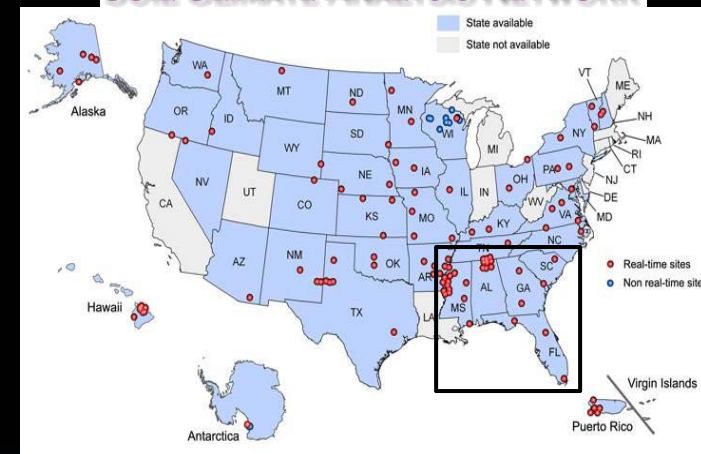 State available
State not available
Alaska
WA
MT
ND
MN
OR
ID
SD
WI
WY
MI
VT
ME
NH
NY
MA
RI
CT
NE
IA
PA
NJ
NV
UT
CO
IL
IN
OH
DE
CA
KS
MO
WV
VA
MD
KY
AZ
NM
OK
AR
TN
NC
SC
MS
AL
GA
TX
LA
FL
Real-time sites
Non real-time site
Hawaii
Antarctica
Virgin Islands
Puerto Rico